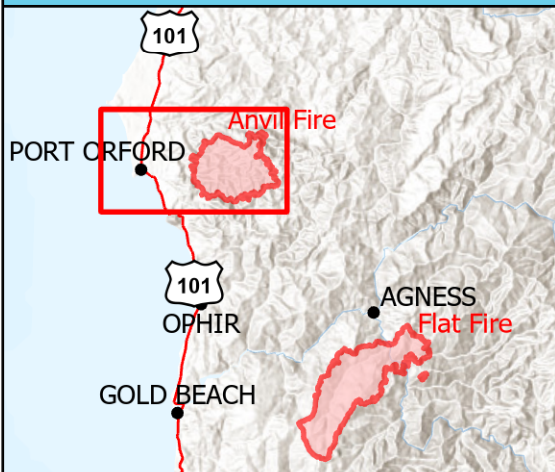 101
Anvil Fire
PORT ORFORD
101
AGNESS
OPHIR
Flat Fire
GOLD BEACH